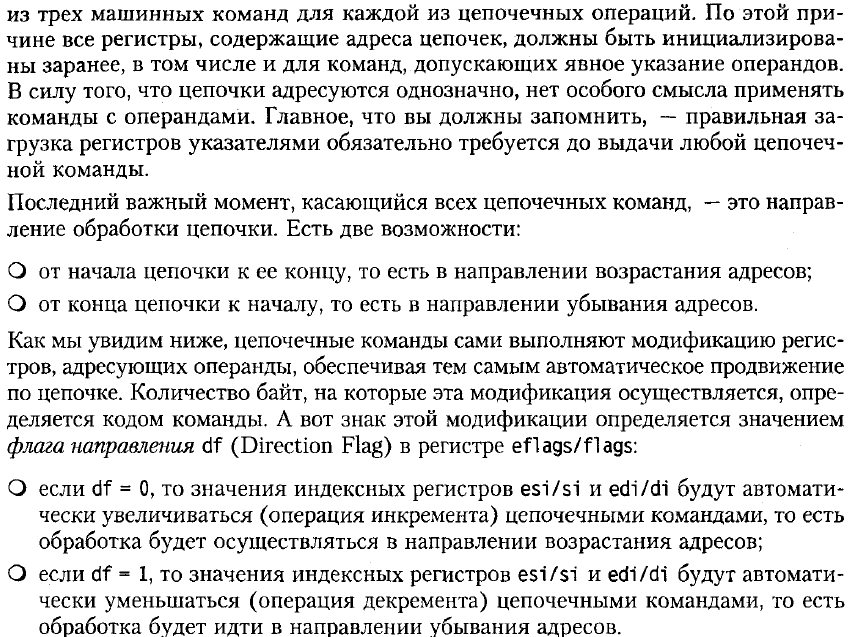 из трех машинных команд для каждой из цепочечных операций. По этой при-
чине все регистры, содержащие адреса цепочек, должны быть инициализирова-
ны заранее, в том числе и для команд, допускающих явное указание операндов.
В силу того, что цепочки адресуются однозначно, нет особого смысла применять
команды с операндами. Главное, что вы должны запомнить, — правильная за-
грузка регистров указателями обязательно требуется до выдачи любой цепочеч-
ной команды.
Последний важный момент, касающийся всех цепочечных команд, — это направ-
ление обработки цепочки. Есть две возможности:
О от начала цепочки к ее концу, то есть в направлении возрастания адресов;
О от конца цепочки к началу, то есть в направлении убывания адресов.
Как мы увидим ниже, цепочечные команды сами выполняют модификацию регис-
тров, адресующих операнды, обеспечивая тем самым автоматическое продвижение
по цепочке. Количество байт, на которые эта модификация осуществляется, опре-
деляется кодом команды. А вот знак этой модификации определяется значением
флага направления df (Direction Flag) в регистре eflags/flags:
О если df = 0, то значения индексных регистров esi/si и edi/di будут автомати-
чески увеличиваться (операция инкремента) цепочечными командами, то есть
обработка будет осуществляться в направлении возрастания адресов;
О если df = 1, то значения индексных регистров esi/si и edi/di будут автомати-
чески уменьшаться (операция декремента) цепочечными командами, то есть
обработка будет идти в направлении убывания адресов.